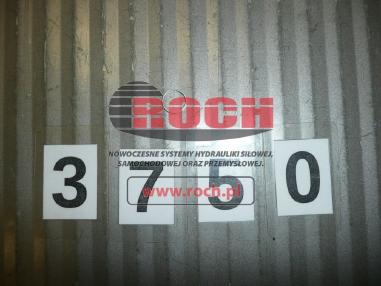 ROCH
NOWOCZESNE SYSTEMY HYDRAULIKI SIŁOWEJ,
SAMOCHODOWEJ ORAZ PRZEMYSŁOWEJ.
3 7 5 0
www.roch.pl